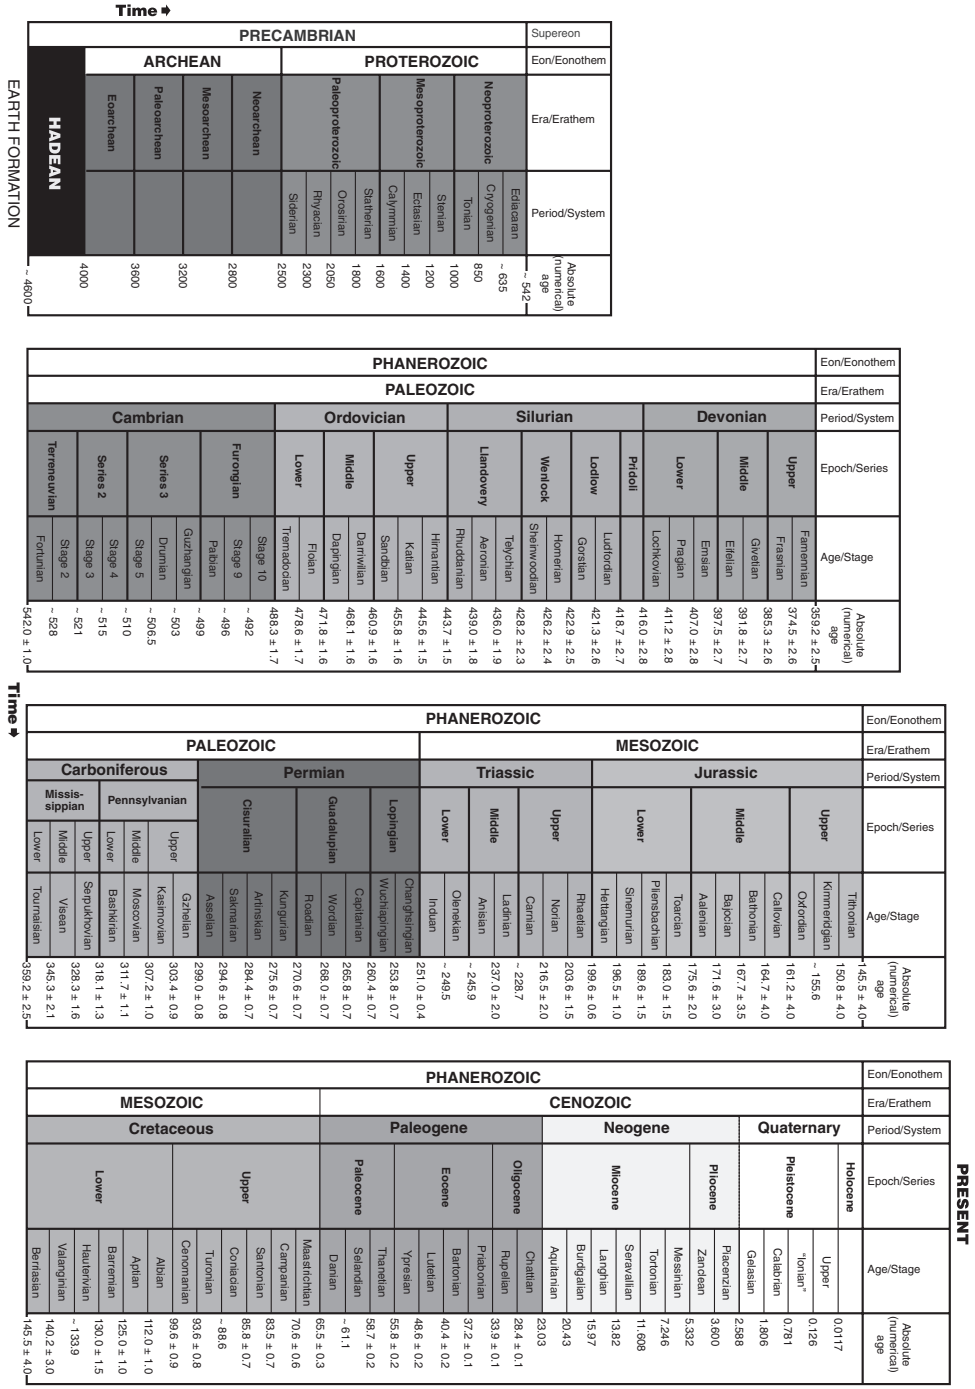 Time
PRECAMBRIAN
Supereon
HADEAN
ARCHEAN
PROTEROZOIC
Eon/Eonothem
Eoarchean
Paleoarchean
Mesoarchean
Neoarchean
Paleoproterozoic
Mesoproterozoic
Neoproterozoic
Era/Erathem
Siderian
Rhyacian
Orosirian
Statherian
Calymmian
Ectasian
Stenian
Tonian
Cryogenian
Ediacaran
Period/System
EARTH FORMATION
~ 4600
4000
3600
3200
2800
2500
2300
2050
1800
1600
1400
1200
1000
850
~ 635
~ 542
Absolute
(numerical)
age
PHANEROZOIC
Eon/Eonothem
PALEOZOIC
Era/Erathem
Cambrian
Ordovician
Silurian
Devonian
Period/System
Terreneuvian
Series 2
Series 3
Furongian
Lower
Middle
Upper
Llandovery
Wenlock
Lodlow
Pridoli
Lower
Middle
Upper
Epoch/Series
Fortunian
Stage 2
Stage 3
Stage 4
Stage 5
Drumian
Guzhangian
Paibian
Stage 9
Stage 10
Tremadocian
Floian
Dapingian
Darriwilian
Sandbian
Katian
Hirnantian
Rhuddanian
Aeronian
Telychian
Sheinwoodian
Homerian
Gorstian
Ludfordian
Lochkovian
Pragian
Emsian
Eifelian
Givetian
Frasnian
Famennian
Age/Stage
542.0 ± 1.0
~ 528
~ 521
~ 515
~ 510
~ 506.5
~ 503
~ 499
~ 496
~ 492
488.3 ± 1.7
478.6 ± 1.7
471.8 ± 1.6
468.1 ± 1.6
460.9 ± 1.6
455.8 ± 1.6
445.6 ± 1.5
443.7 ± 1.5
439.0 ± 1.8
436.0 ± 1.9
428.2 ± 2.3
426.2 ± 2.4
422.9 ± 2.5
421.3 ± 2.6
418.7 ± 2.7
416.0 ± 2.8
411.2 ± 2.8
407.0 ± 2.8
397.5 ± 2.7
391.8 ± 2.7
385.3 ± 2.6
374.5 ± 2.6
359.2 ± 2.5
Absolute
(numerical)
age
Time
PHANEROZOIC
Eon/Eonothem
PALEOZOIC
MESOZOIC
Era/Erathem
Carboniferous
Permian
Triassic
Jurassic
Period/System
Missis-
sippian
Pennsylvanian
Lower
Middle
Upper
Lower
Middle
Upper
Cisuralian
Guadalupian
Lopingian
Lower
Middle
Upper
Lower
Middle
Upper
Epoch/Series
Tournaisian
Visean
Serpukhovian
Bashkirian
Moscovian
Kasimovian
Gzhelian
Asselian
Sakmarian
Artinskian
Kungurian
Roadian
Wordian
Capitanian
Wuchiapingian
Changhsingian
Induan
Olenekian
Anisian
Ladinian
Carnian
Norian
Rhaetian
Hettangian
Sinemurian
Pliensbachian
Toarcian
Aalenian
Bajocian
Bathonian
Callovian
Oxfordian
Kimmeridgian
Tithonian
Age/Stage
359.2 ± 2.5
345.3 ± 2.1
328.3 ± 1.6
318.1 ± 1.3
311.7 ± 1.1
307.2 ± 1.0
303.4 ± 0.9
299.0 ± 0.8
294.6 ± 0.8
284.4 ± 0.7
275.6 ± 0.7
270.6 ± 0.7
268.0 ± 0.7
265.8 ± 0.7
260.4 ± 0.7
253.8 ± 0.7
251.0 ± 0.4
~ 249.5
~ 245.9
237.0 ± 2.0
~ 228.7
216.5 ± 2.0
203.6 ± 1.5
199.6 ± 0.6
196.5 ± 1.0
189.6 ± 1.5
183.0 ± 1.5
175.6 ± 2.0
171.6 ± 3.0
167.7 ± 3.5
164.7 ± 4.0
161.2 ± 4.0
~ 155.6
150.8 ± 4.0
145.5 ± 4.0
Absolute
(numerical)
age
PHANEROZOIC
Eon/Eonothem
MESOZOIC
CENOZOIC
Era/Erathem
Cretaceous
Paleogene
Neogene
Quaternary
Period/System
Lower
Upper
Paleocene
Eocene
Oligocene
Miocene
Pliocene
Pleistocene
Holocene
Epoch/Series
PRESENT
Berriasian
Valanginian
Hauterivian
Barremian
Aptian
Albian
Cenomanian
Turonian
Coniacian
Santonian
Campanian
Maastrichtian
Danian
Selandian
Thanetian
Ypresian
Lutetian
Bartonian
Priabonian
Rupelian
Chattian
Aquitanian
Burdigalian
Langhian
Seravallian
Tortonian
Messinian
Zanclean
Piacenzian
Gelasian
Calabrian
"Ionian"
Upper
Age/Stage
145.5 ± 4.0
140.2 ± 3.0
~ 133.9
130.0 ± 1.5
125.0 ± 1.0
112.0 ± 1.0
99.6 ± 0.9
93.6 ± 0.8
~ 88.6
85.8 ± 0.7
83.5 ± 0.7
70.6 ± 0.6
65.5 ± 0.3
~ 61.1
58.7 ± 0.2
55.8 ± 0.2
48.6 ± 0.2
40.4 ± 0.2
37.2 ± 0.1
33.9 ± 0.1
28.4 ± 0.1
23.03
20.43
15.97
13.82
11.608
7.246
5.332
3.600
2.588
1.806
0.781
0.126
0.0117
Absolute
(numerical)
age